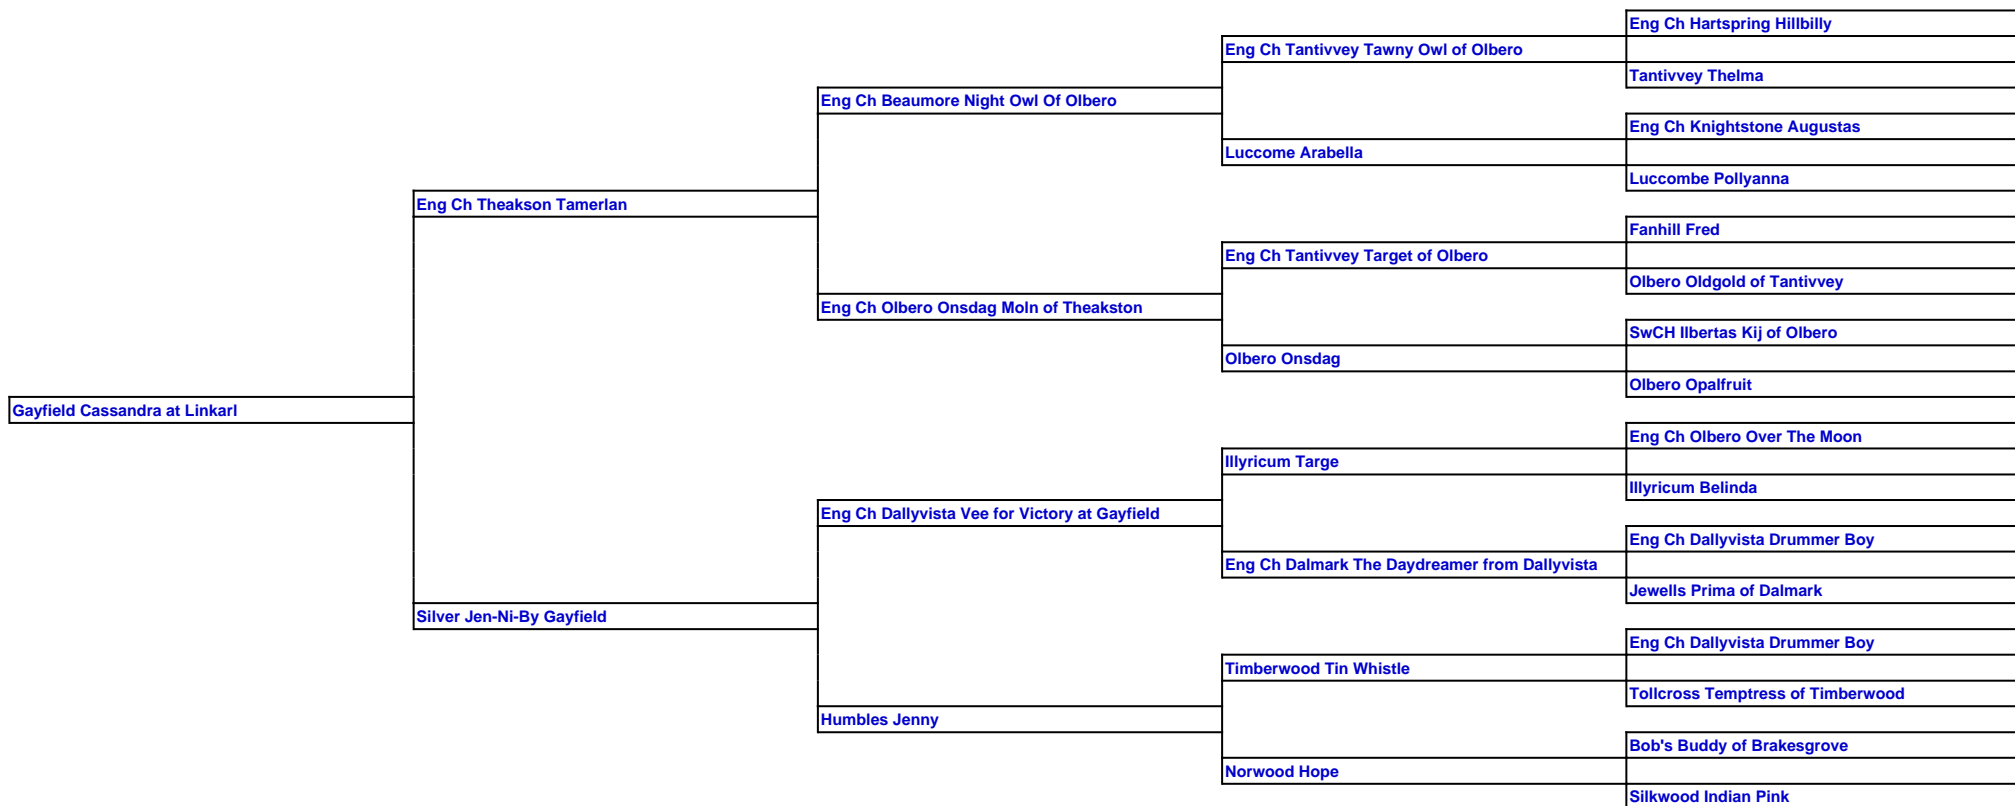 Eng Ch Hartspring Hillbilly
Eng Ch Tantivvey Tawny Owl of Olbero
Tantivvey Thelma
Eng Ch Beaumore Night Owl Of Olbero
Eng Ch Knightstone Augustas
Luccome Arabella
Luccombe Pollyanna
Eng Ch Theakson Tamerlan
Fanhill Fred
Eng Ch Tantivvey Target of Olbero
Olbero Oldgold of Tantivvey
Eng Ch Olbero Onsdag Moln of Theakston
SwCH Ilbertas Kij of Olbero
Olbero Onsdag
Olbero Opalfruit
Gayfield Cassandra at Linkarl
Eng Ch Olbero Over The Moon
Illyricum Targe
Illyricum Belinda
Eng Ch Dallyvista Vee for Victory at Gayfield
Eng Ch Dallyvista Drummer Boy
Eng Ch Dalmark The Daydreamer from Dallyvista
Jewells Prima of Dalmark
Silver Jen-Ni-By Gayfield
Eng Ch Dallyvista Drummer Boy
Timberwood Tin Whistle
Tollcross Temptress of Timberwood
Humbles Jenny
Bob's Buddy of Brakesgrove
Norwood Hope
Silkwood Indian Pink